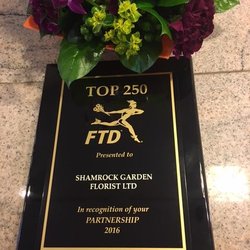 TOP 250
FTD
Presented to
SHAMROCK GARDEN
FLORIST LTD
In recognition of your
PARTNERSHIP
2016